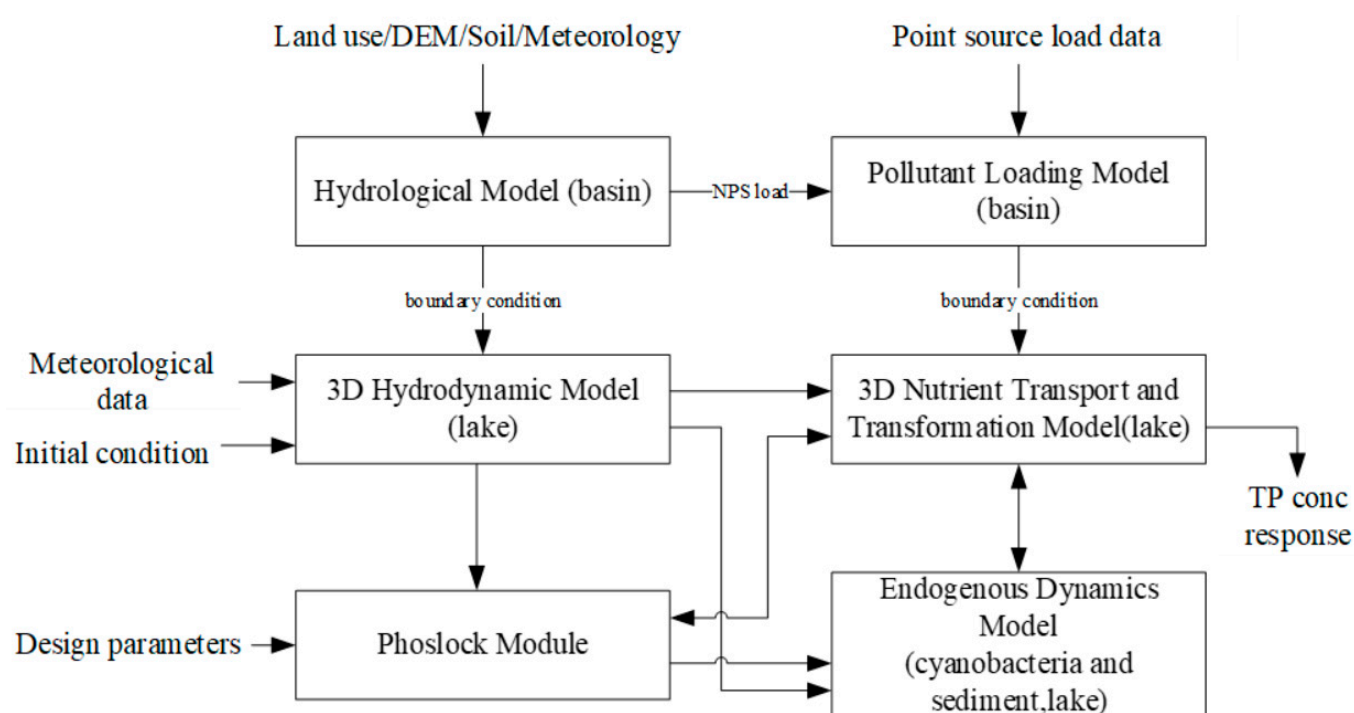 Land use/DEM/Soil/Meteorology
Point source load data
Hydrological Model (basin)
NPS load
Pollutant Loading Model
(basin)
boundary condition
boundary condition
Meteorological
data
Initial condition
3D Hydrodynamic Model
(lake)
3D Nutrient Transport and
Transformation Model(lake)
TP conc
response
Design parameters
Phoslock Module
Endogenous Dynamics
Model
(cyanobacteria and
sediment,lake)